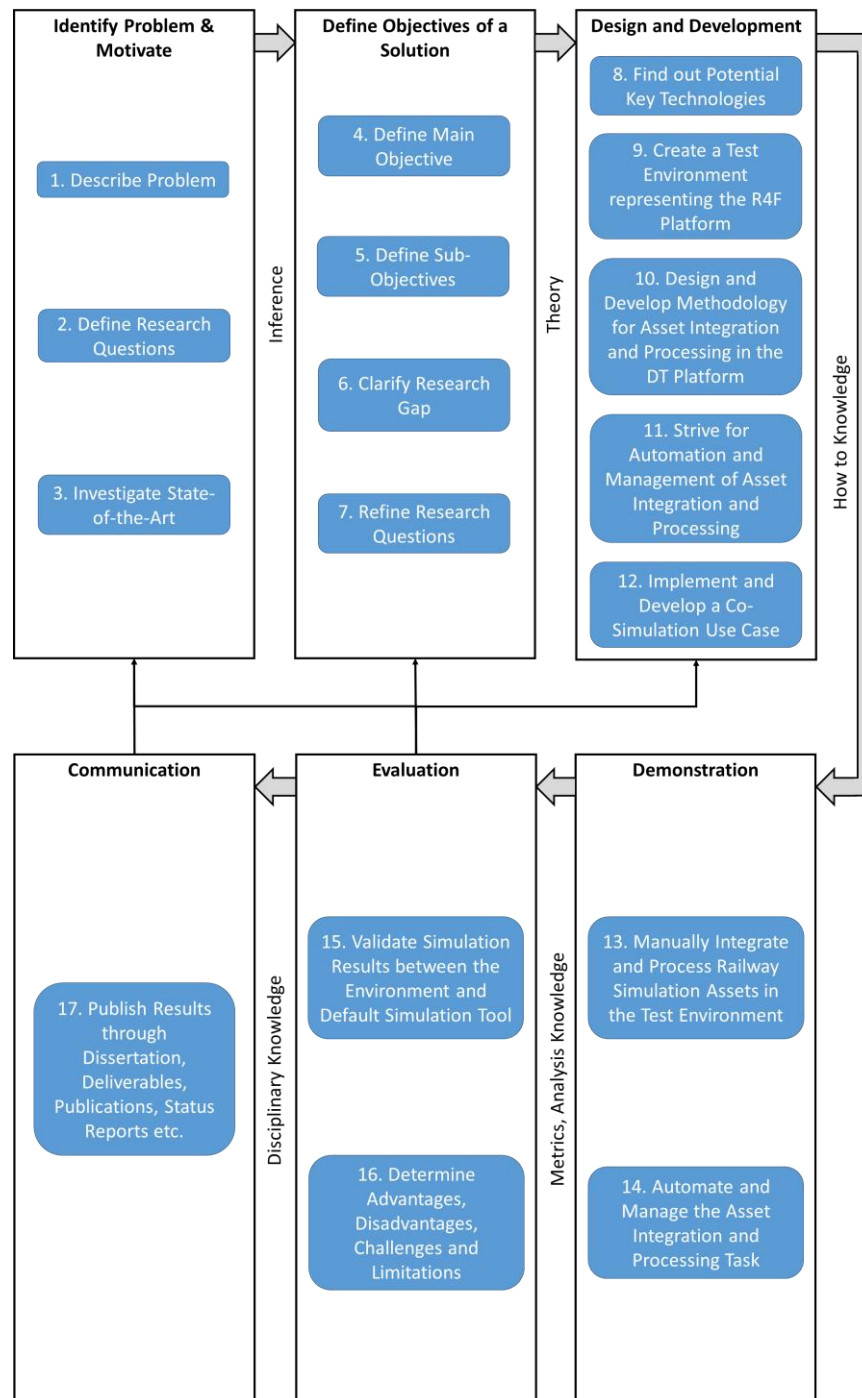 Identify Problem &
Motivate
1. Describe Problem
2. Define Research
Questions
3. Investigate State-
of-the-Art
Inference
Define Objectives of a
Solution
4. Define Main
Objective
5. Define Sub-
Objectives
6. Clarify Research
Gap
7. Refine Research
Questions
Theory
Design and Development
8. Find out Potential
Key Technologies
9. Create a Test
Environment
representing the R4F
Platform
10. Design and
Develop Methodology
for Asset Integration
and Processing in the
DT Platform
11. Strive for
Automation and
Management of Asset
Integration and
Processing
12. Implement and
Develop a Co-
Simulation Use Case
How to Knowledge
Demonstration
13. Manually Integrate
and Process Railway
Simulation Assets in
the Test Environment
14. Automate and
Manage the Asset
Integration and
Processing Task
Metrics, Analysis Knowledge
Evaluation
15. Validate Simulation
Results between the
Environment and
Default Simulation Tool
16. Determine
Advantages,
Disadvantages,
Challenges and
Limitations
Disciplinary Knowledge
Communication
17. Publish Results
through
Dissertation,
Deliverables,
Publications, Status
Reports etc.